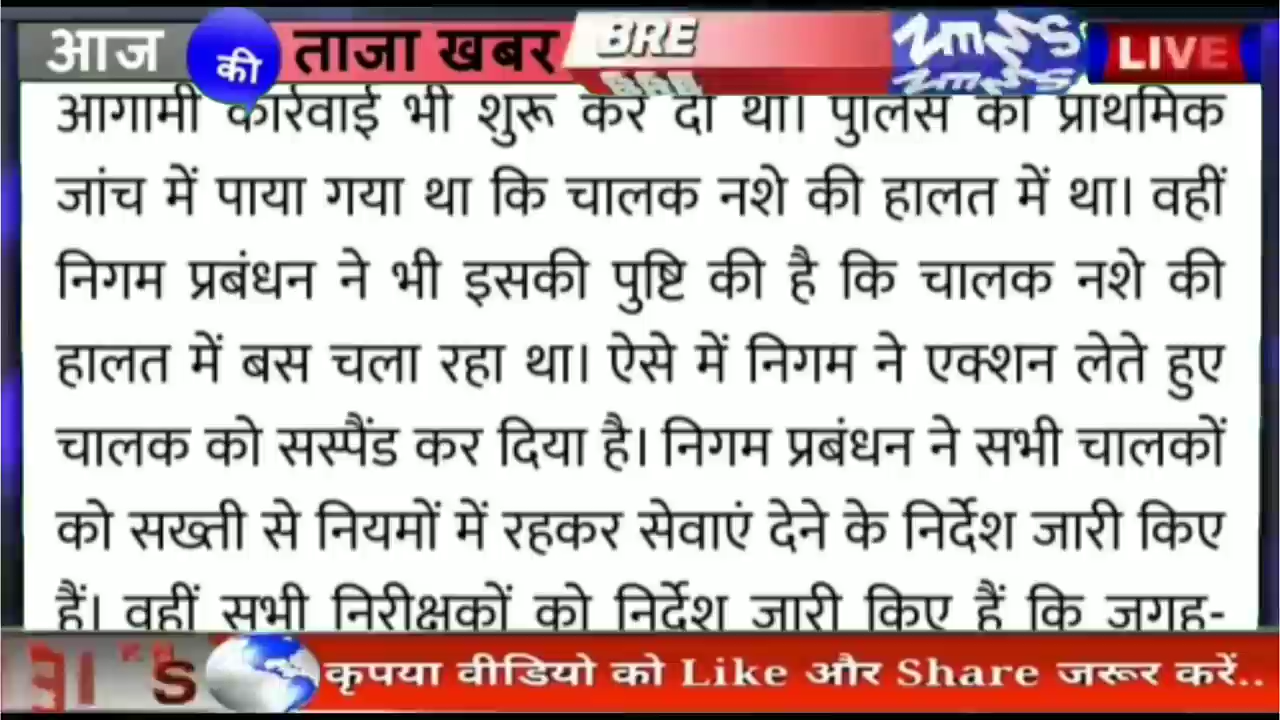 आज की ताजा खबर BRE NEWS LIVE
आगामी कार्रवाई भी शुरू कर दी थी। पुलिस की प्राथमिक
जांच में पाया गया था कि चालक नशे की हालत में था। वहीं
निगम प्रबंधन ने भी इसकी पुष्टि की है कि चालक नशे की
हालत में बस चला रहा था। ऐसे में निगम ने एक्शन लेते हुए
चालक को सस्पैंड कर दिया है। निगम प्रबंधन ने सभी चालकों
को सख्ती से नियमों में रहकर सेवाएं देने के निर्देश जारी किए
हैं। वहीं सभी निरीक्षकों को निर्देश जारी किए हैं कि जगह-
कृपया वीडियो को Like और Share जरूर करें..